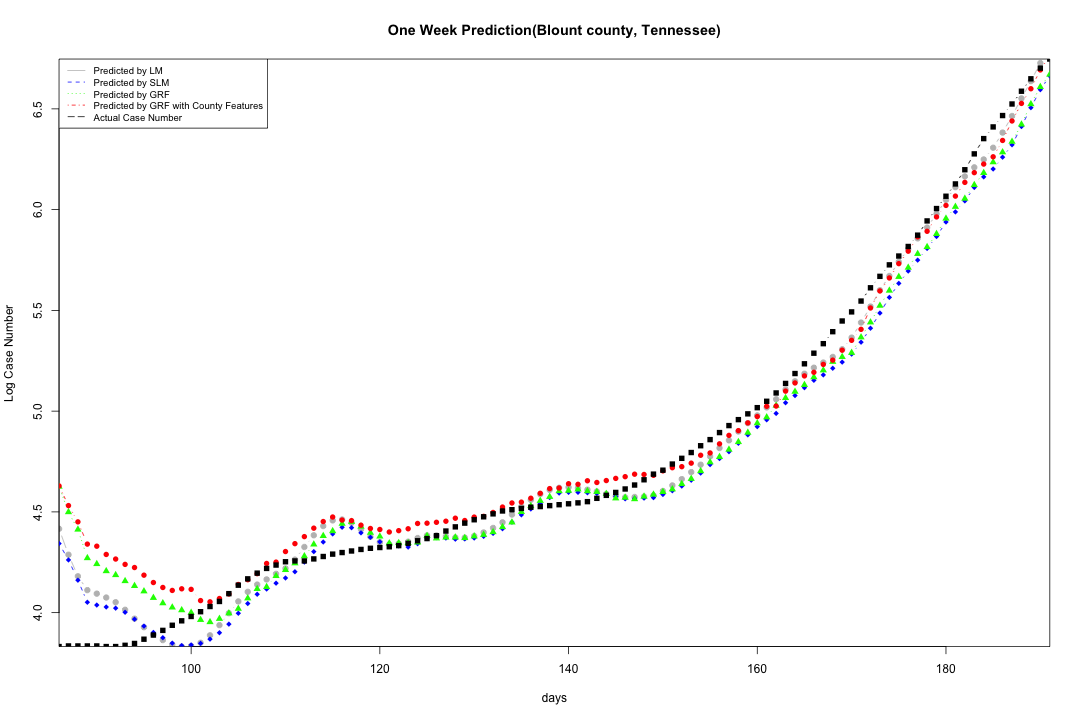 One Week Prediction(Blount county, Tennessee)
Predicted by LM
Predicted by SLM
Predicted by GRF
Predicted by GRF with County Features
Actual Case Number
Log Case Number
6.5
6.0
5.5
5.0
4.5
4.0
100 120 140 160 180
days